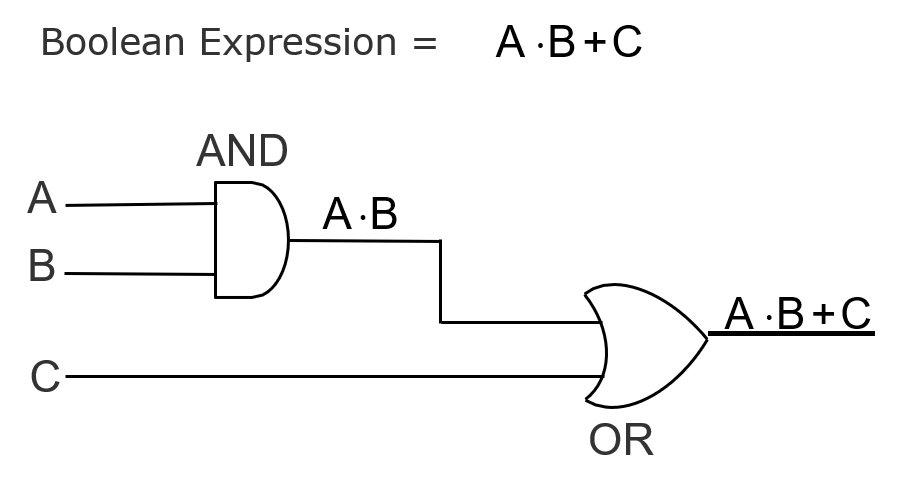 Boolean Expression = A ·B+C
AND
A
A·B
B
A ·B+C
C
OR